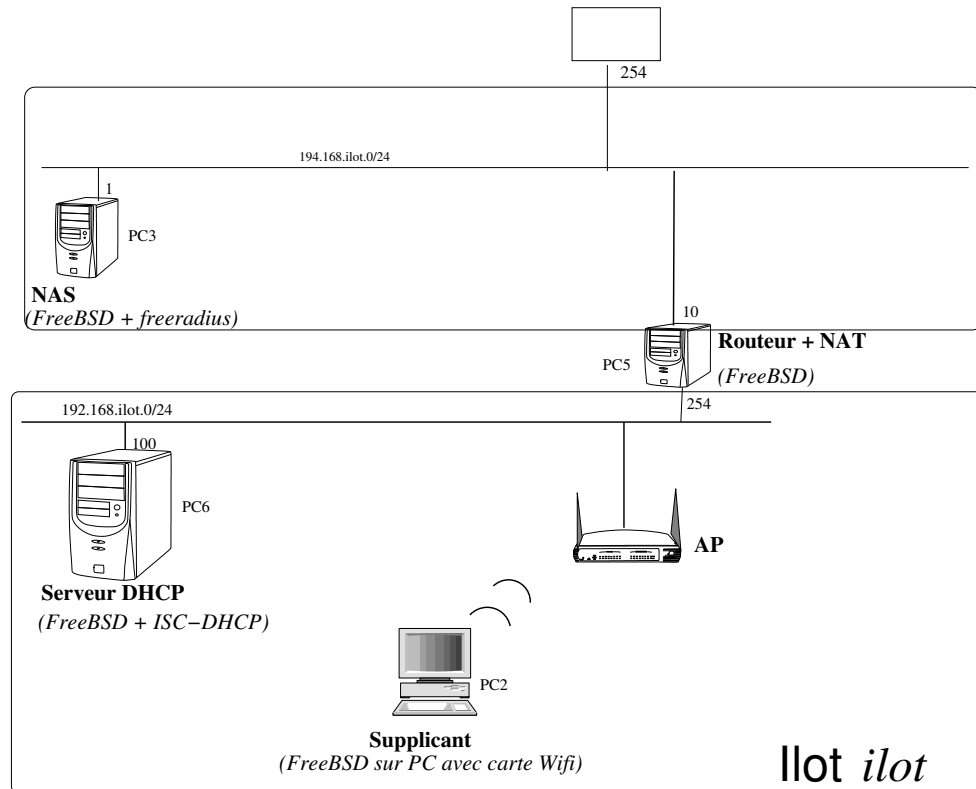 254
194.168.ilot.0/24
1
PC3
NAS
(FreeBSD + freeradius)
10
Routeur + NAT
PC5
(FreeBSD)
254
192.168.ilot.0/24
100
PC6
AP
Serveur DHCP
(FreeBSD + ISC−DHCP)
PC2
Supplicant
(FreeBSD sur PC avec carte Wifi)
Ilot ilot